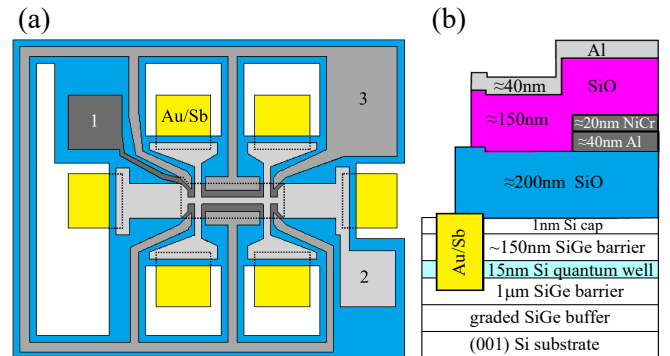 (a)
1
Au/Sb
3
2
(b)
Al
≈40nm
SiO
≈150nm
≈20nm NiCr
≈40nm Al
≈200nm SiO
Au/Sb
1nm Si cap
~150nm SiGe barrier
15nm Si quantum well
1μm SiGe barrier
graded SiGe buffer
(001) Si substrate